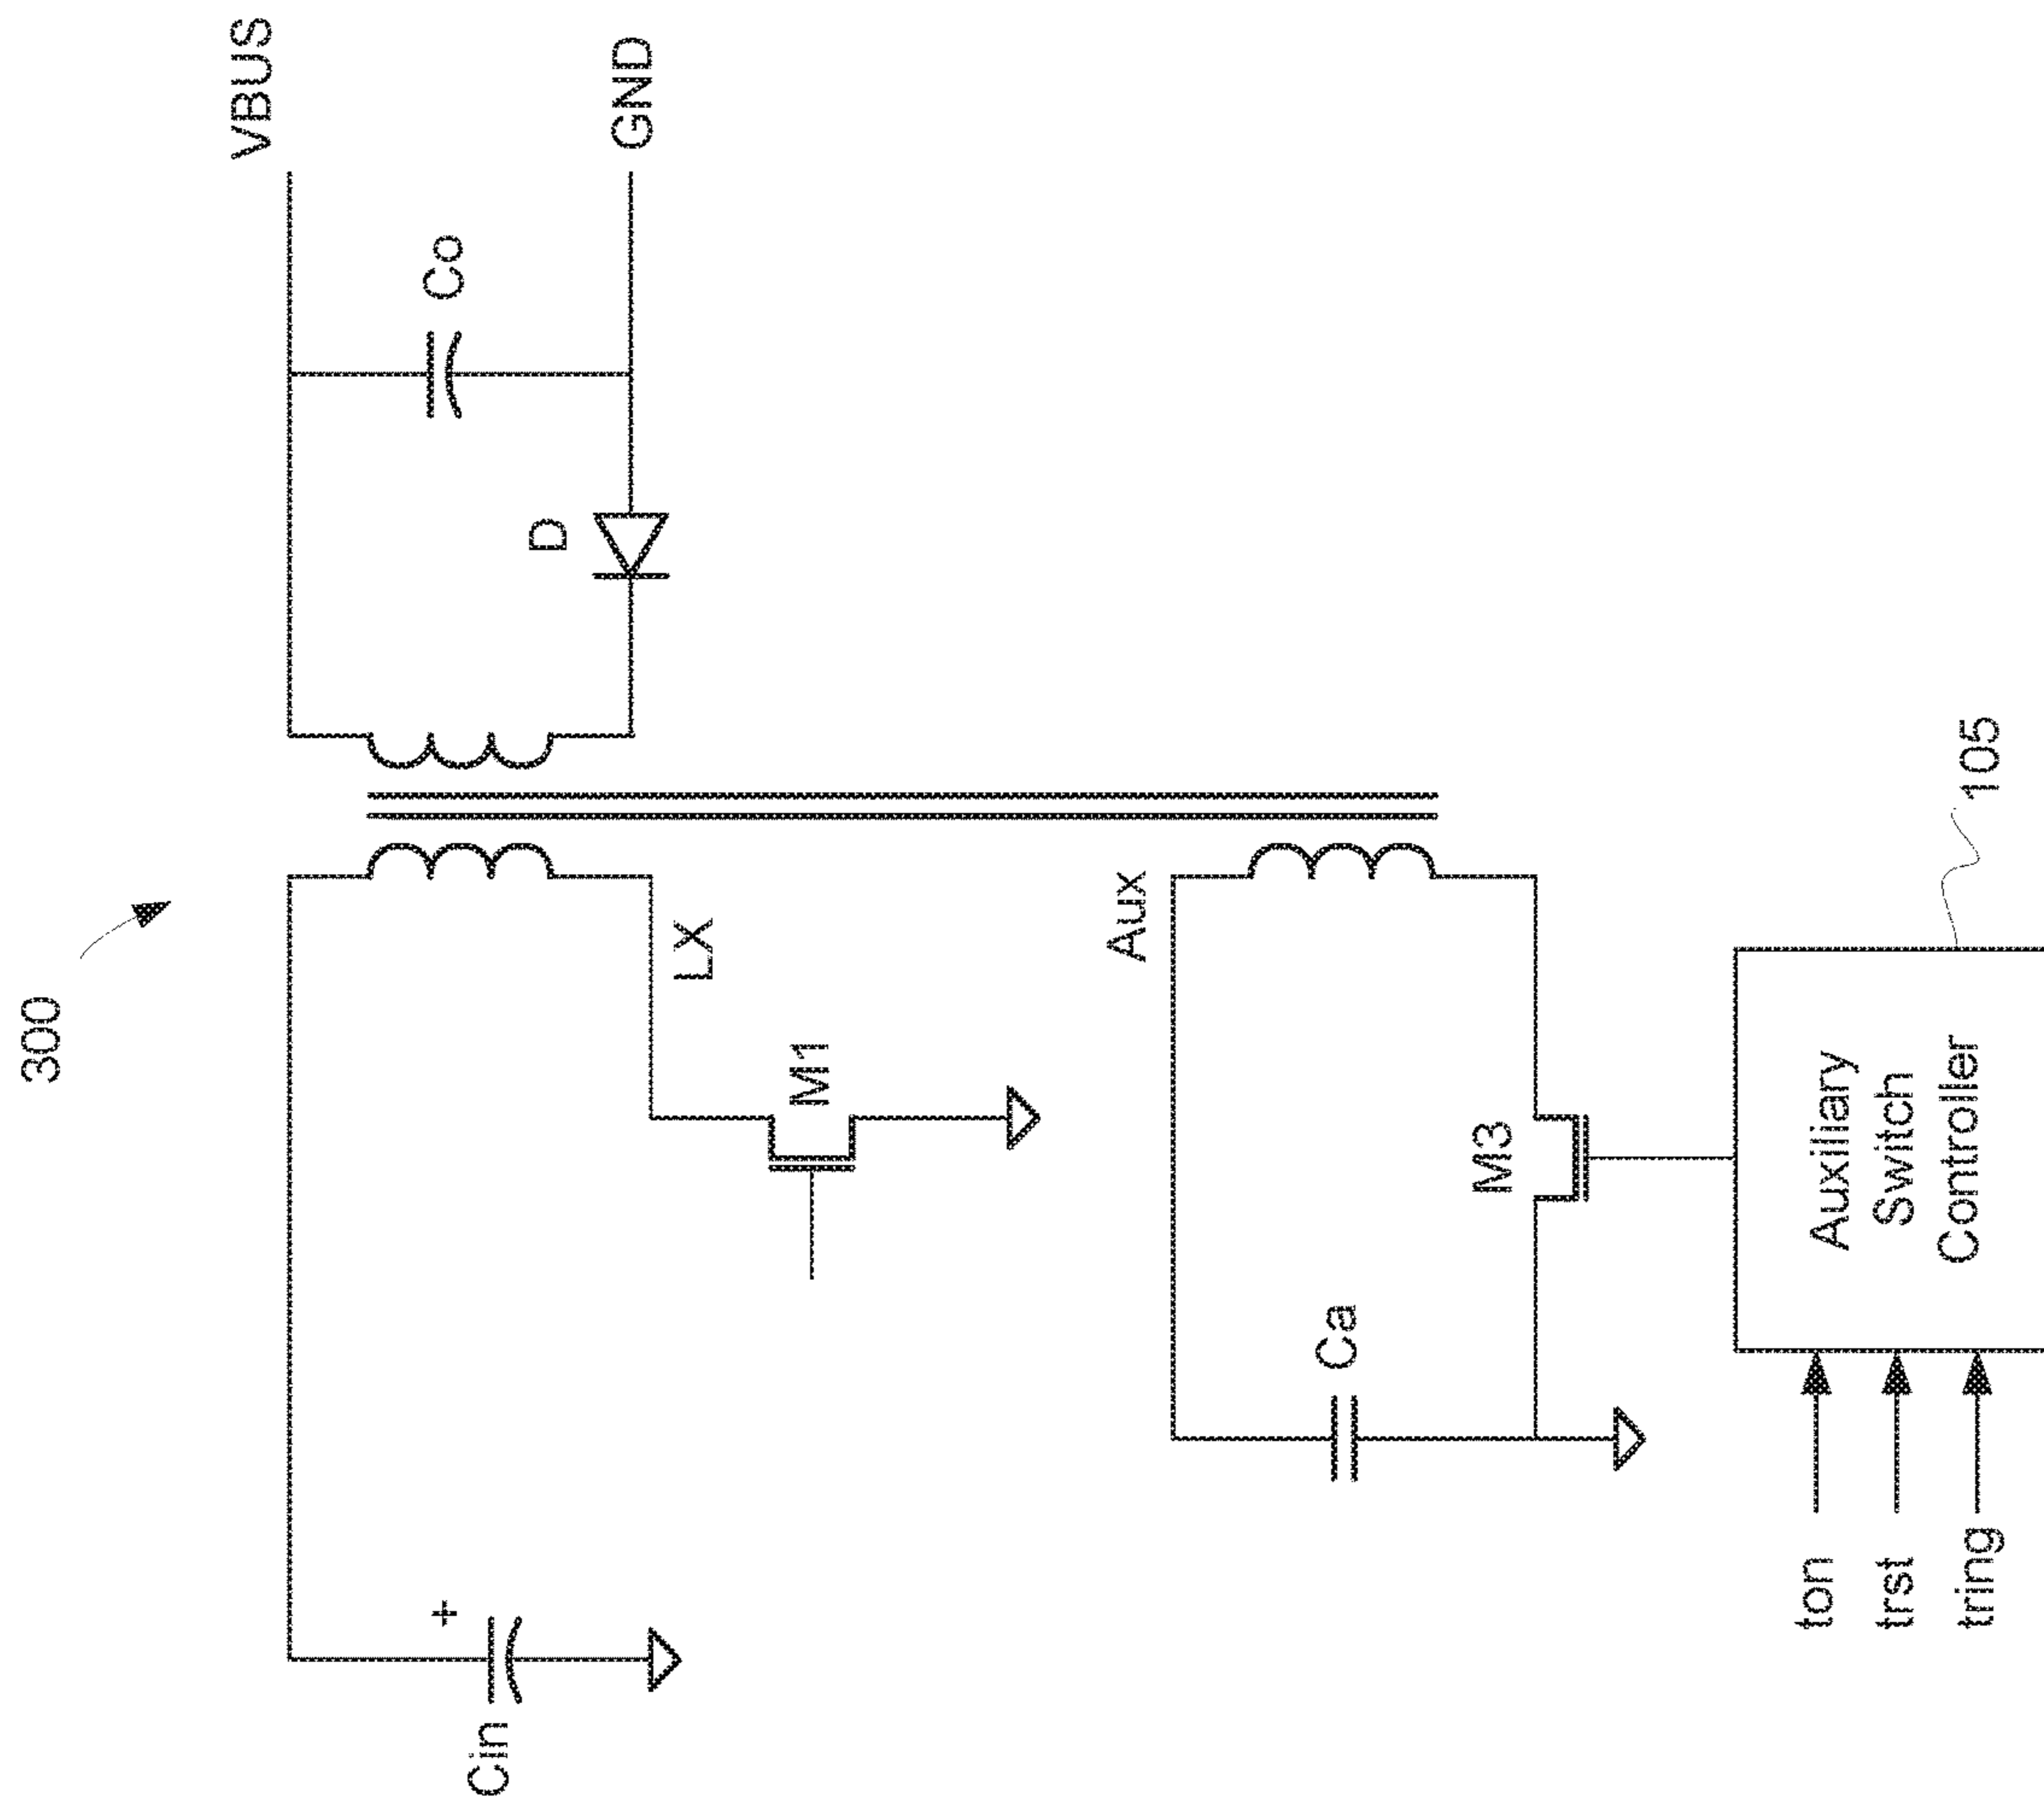 300
VBUS
GND
Co
D
LX
M1
Cin
+
Aux
Ca
M3
Auxiliary
Switch
Controller
105
ton
trst
tring